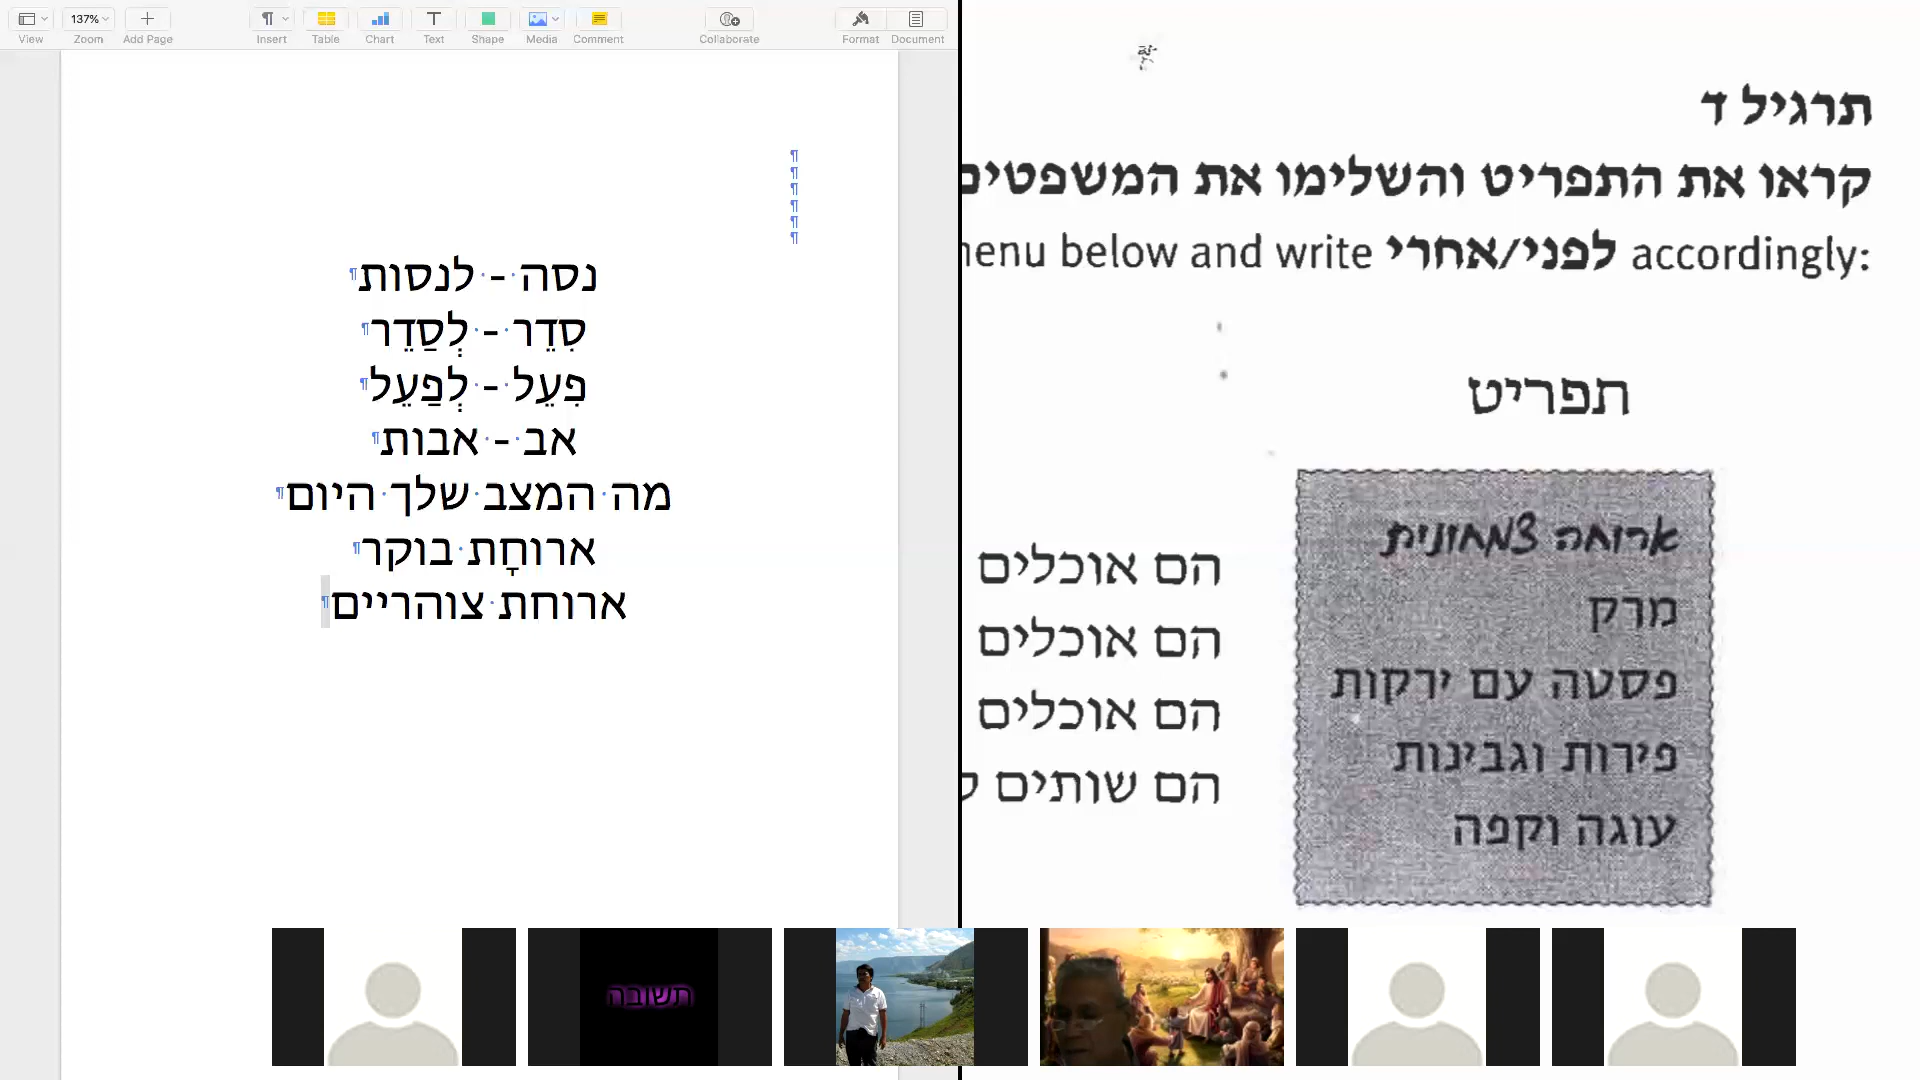 137%
View
Zoom
Add Page
Insert
Table
Chart
Text
Shape
Media
Comment
Collaborate
Format
Document
נסה - לנסות
סִדֵר - לְסַדֵר
פִעֵל - לְפַעֵל
אב - אבות
מה המצב שלך היום
ארוחָת בוקר
ארוחת צוהריים
תרגיל ד
קראו את התפריט והשלימו את המשפטים
menu below and write לפני/אחרי accordingly:
תפריט
ארוחה צמחונית
מרק
פסטה עם ירקות
פירות וגבינות
עוגה וקפה
הם אוכלים
הם אוכלים
הם אוכלים
הם שותים
תשובה